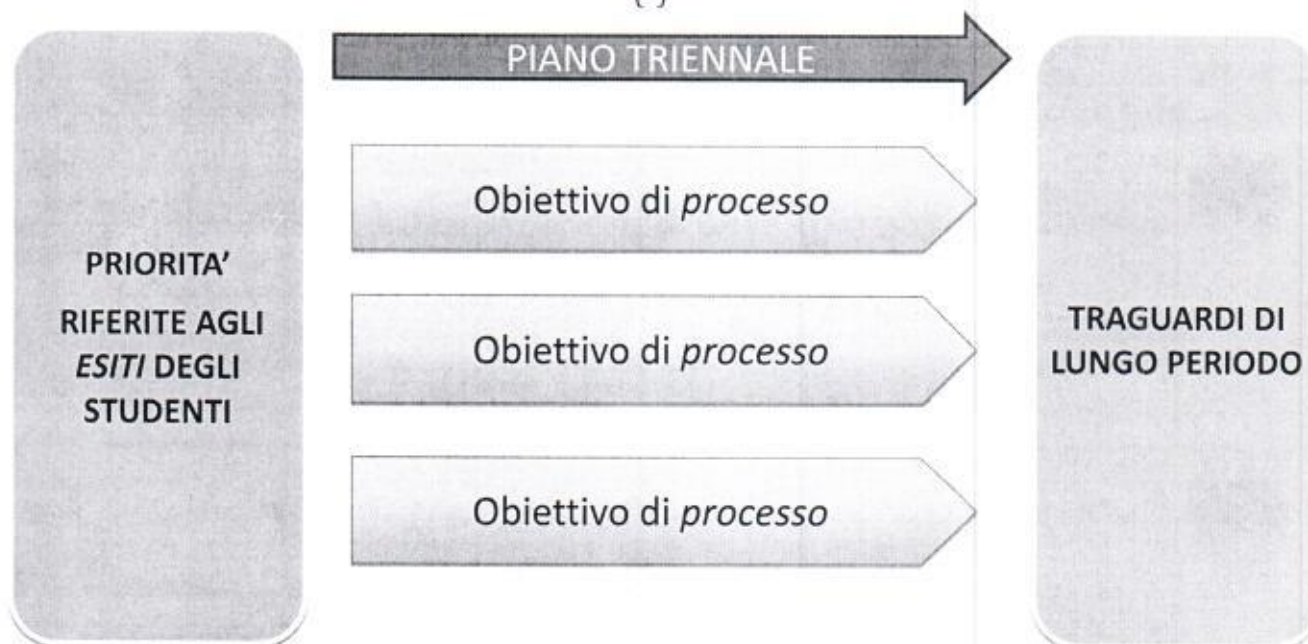 PIANO TRIENNALE
PRIORITA'
RIFERITE AGLI
ESITI DEGLI
STUDENTI
Obiettivo di processo
Obiettivo di processo
Obiettivo di processo
TRAGUARDI DI
LUNGO PERIODO